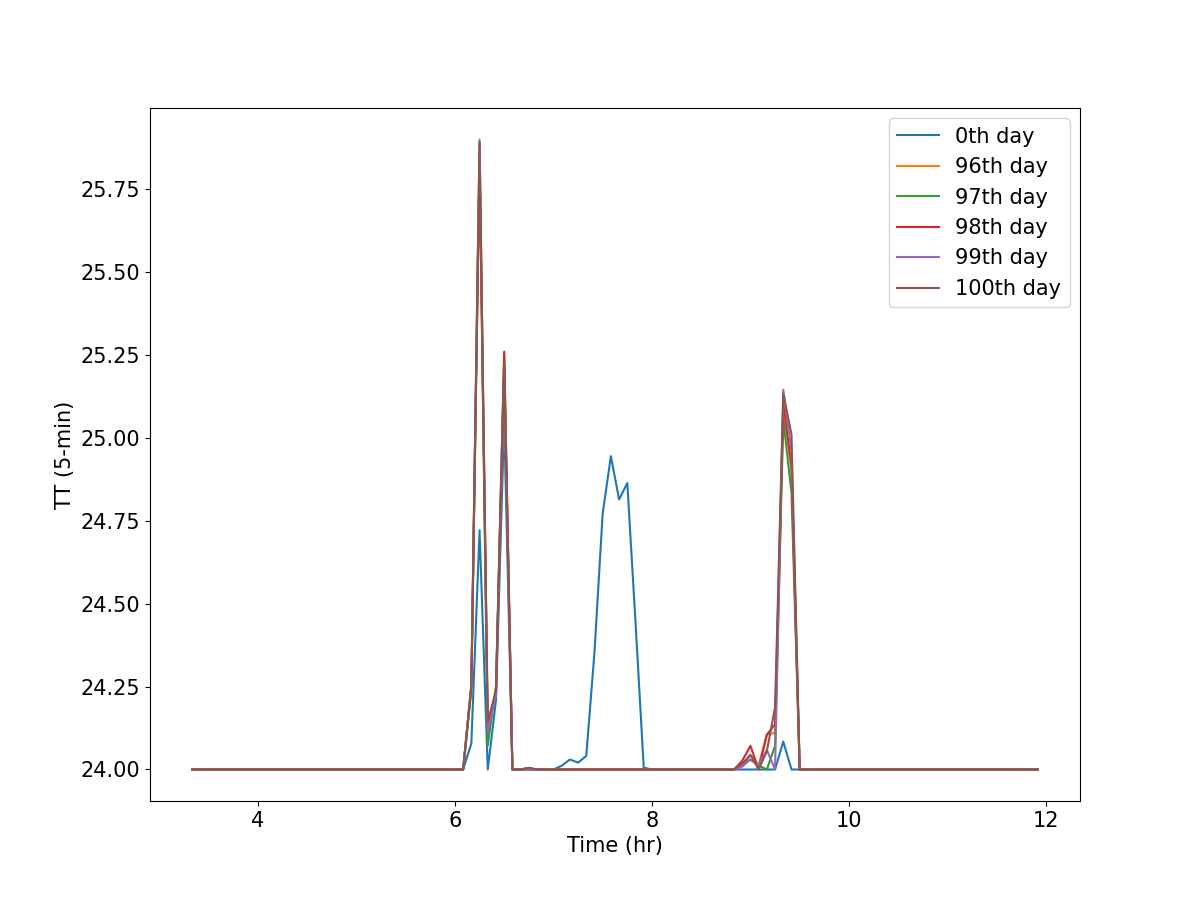 0th day
96th day
97th day
98th day
99th day
100th day
25.75
25.50
25.25
25.00
24.75
24.50
24.25
24.00
TT (5-min)
4 6 8 10 12
Time (hr)